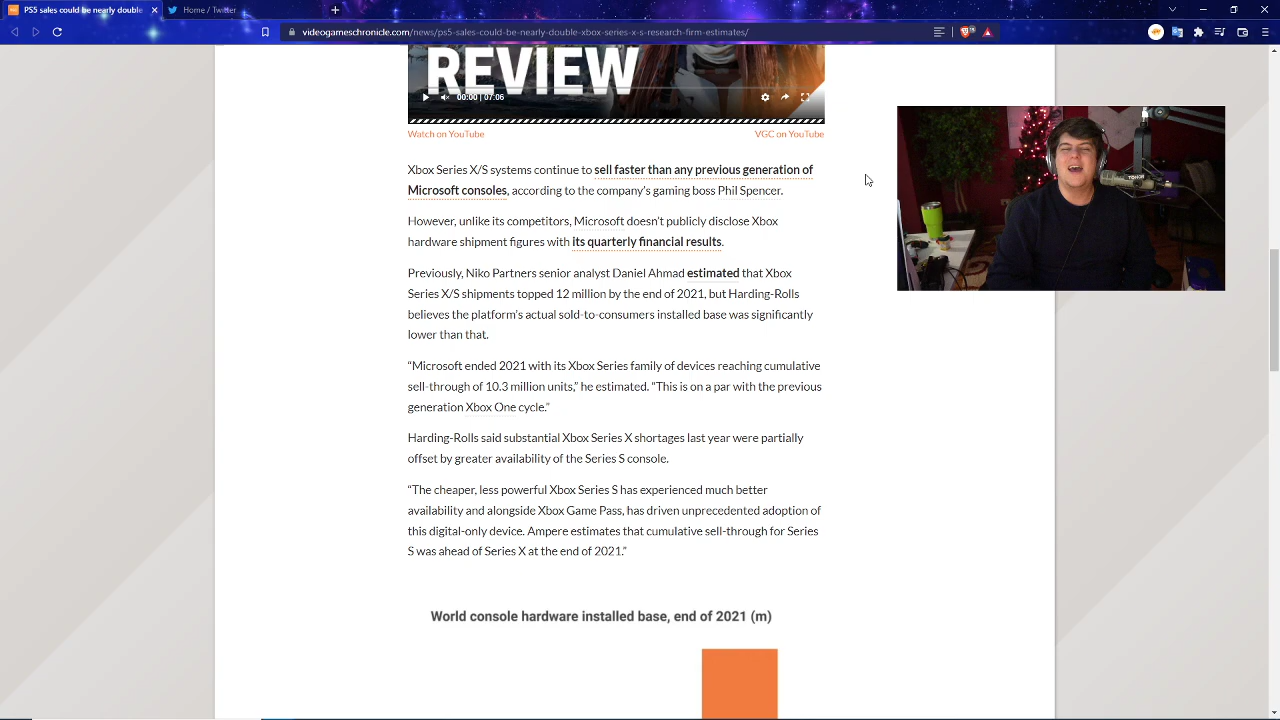 PS5 sales could be nearly double
Home / Twitter
videogameschronicle.com/news/ps5-sales-could-be-nearly-double-xbox-series-x-s-research-firm-estimates/
REVIEW
00:00 | 07:06
Watch on YouTube
VGC on YouTube
Xbox Series X/S systems continue to sell faster than any previous generation of
Microsoft consoles, according to the company's gaming boss Phil Spencer.
However, unlike its competitors, Microsoft doesn't publicly disclose Xbox
hardware shipment figures with its quarterly financial results.
Previously, Niko Partners senior analyst Daniel Ahmad estimated that Xbox
Series X/S shipments topped 12 million by the end of 2021, but Harding-Rolls
believes the platform's actual sold-to-consumers installed base was significantly
lower than that.
“Microsoft ended 2021 with its Xbox Series family of devices reaching cumulative
sell-through of 10.3 million units,” he estimated. “This is on a par with the previous
generation Xbox One cycle.”
Harding-Rolls said substantial Xbox Series X shortages last year were partially
offset by greater availability of the Series S console.
“The cheaper, less powerful Xbox Series S has experienced much better
availability and alongside Xbox Game Pass, has driven unprecedented adoption of
this digital-only device. Ampere estimates that cumulative sell-through for Series
S was ahead of Series X at the end of 2021.”
World console hardware installed base, end of 2021 (m)